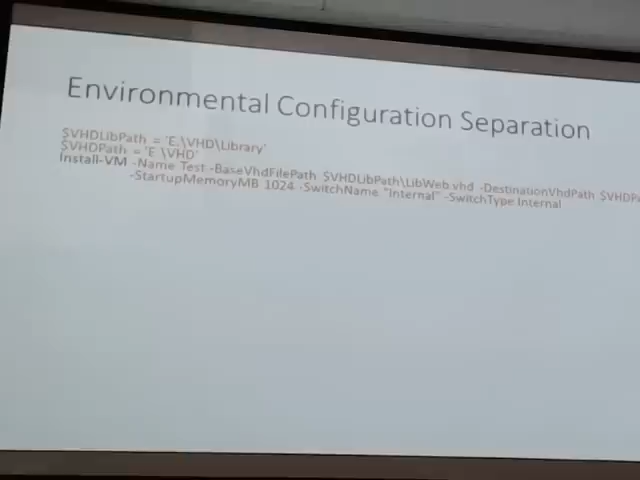 Environmental Configuration Separation
$VHDLibPath = 'E:\VHD\Library'
$VHDPath = 'E:\VHD'
Install-VM -Name Test -BaseVhdFilePath $VHDLibPath\LibWeb.vhd -DestinationVhdPath $VHDPa
-StartupMemoryMB 1024 -SwitchName "Internal" -SwitchType Internal